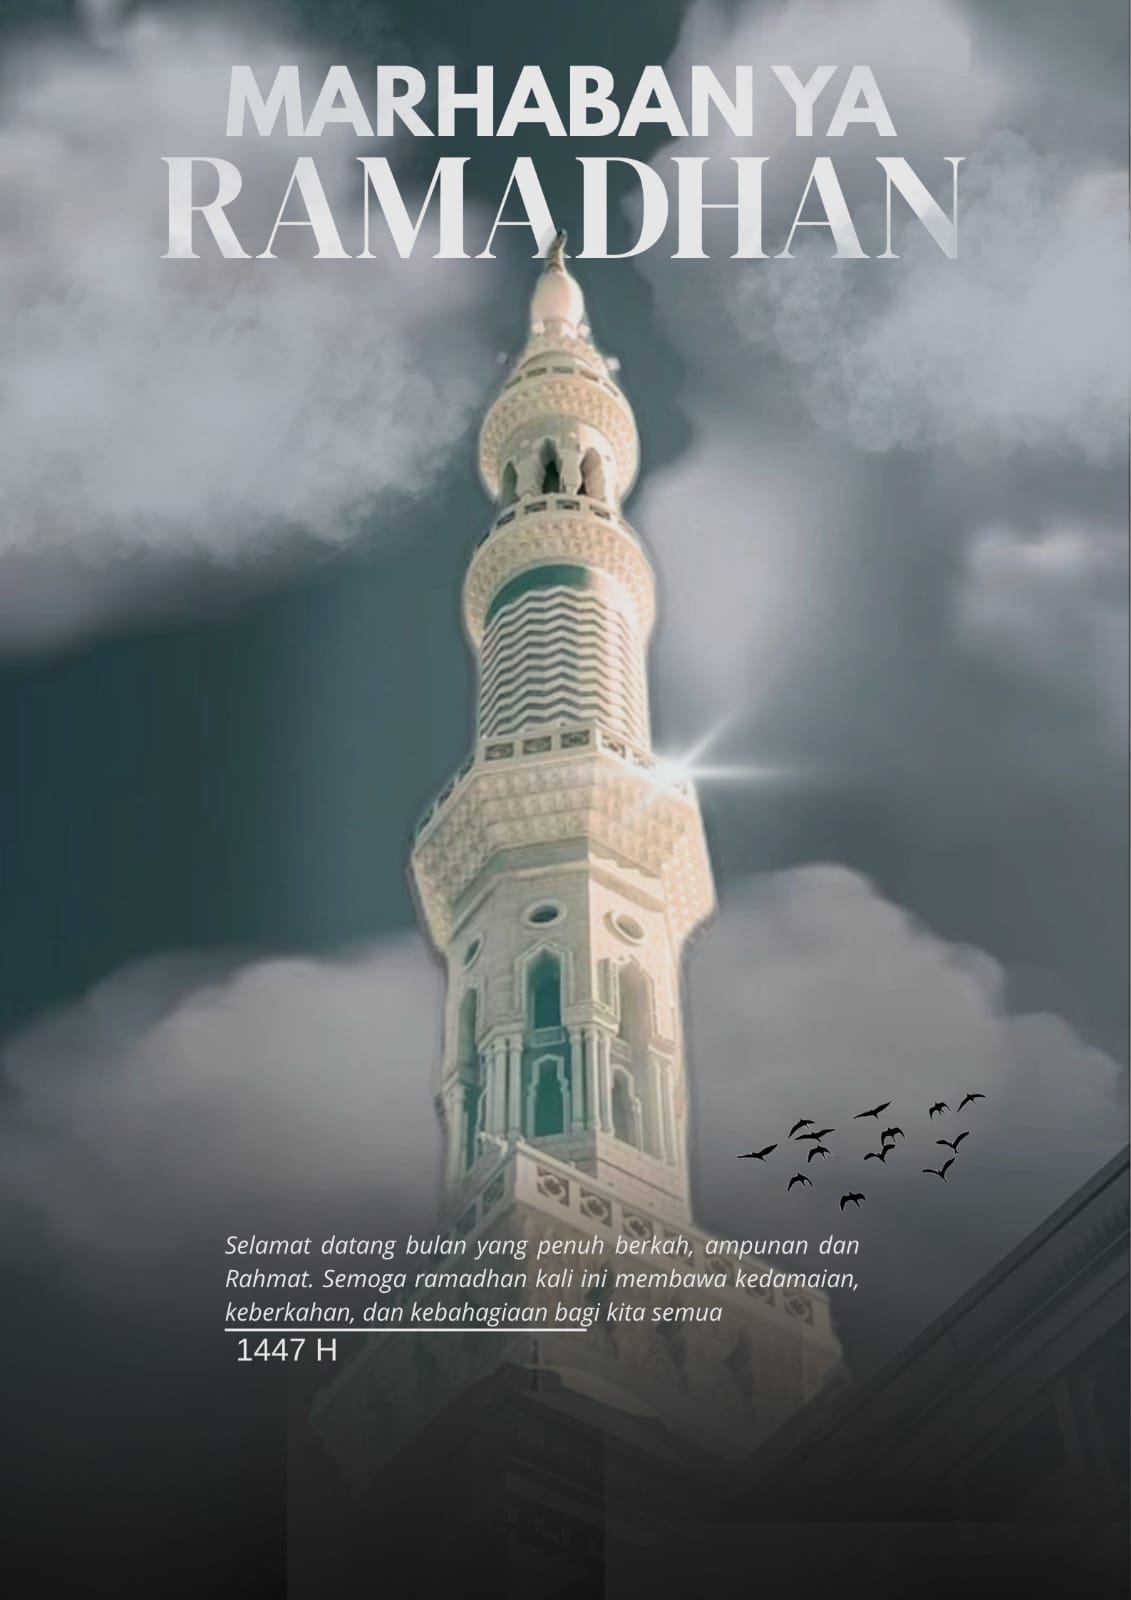 MARHABAN YA
RAMADHAN
Selamat datang bulan yang penuh berkah, ampunan dan
Rahmat. Semoga ramadhan kali ini membawa kedamaian,
keberkahan, dan kebahagiaan bagi kita semua
1447 H